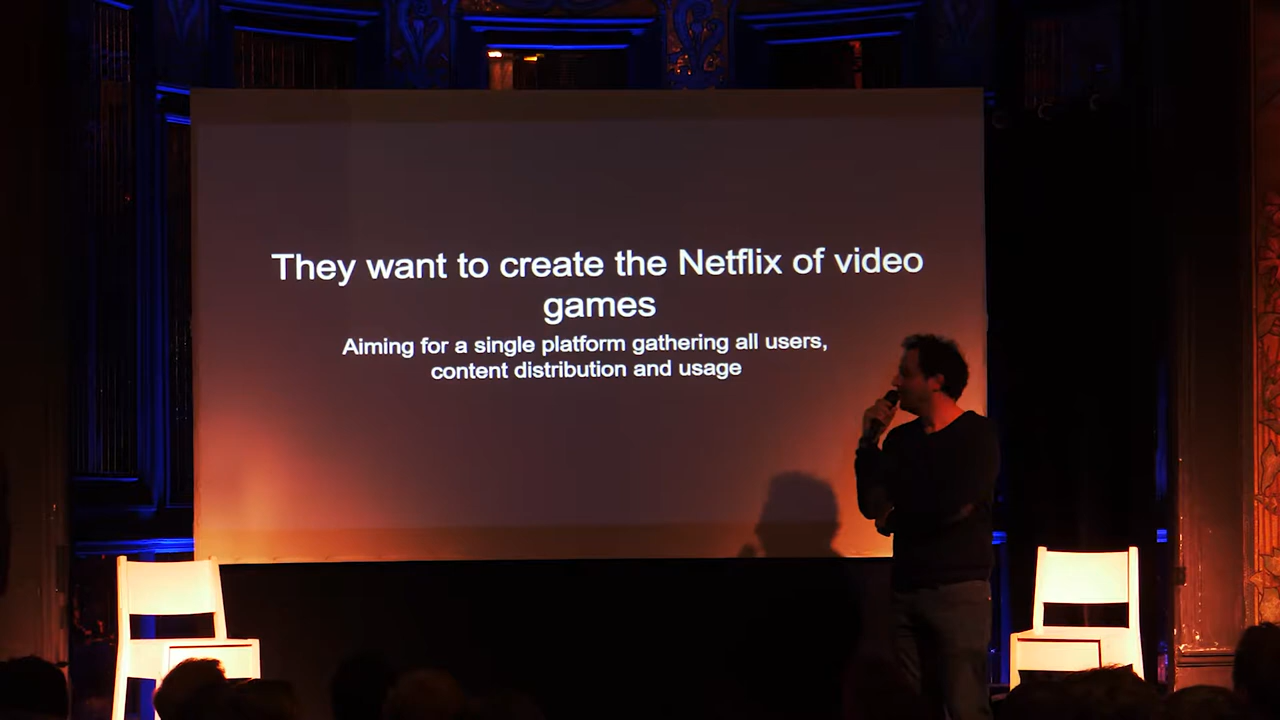 They want to create the Netflix of video
games
Aiming for a single platform gathering all users,
content distribution and usage